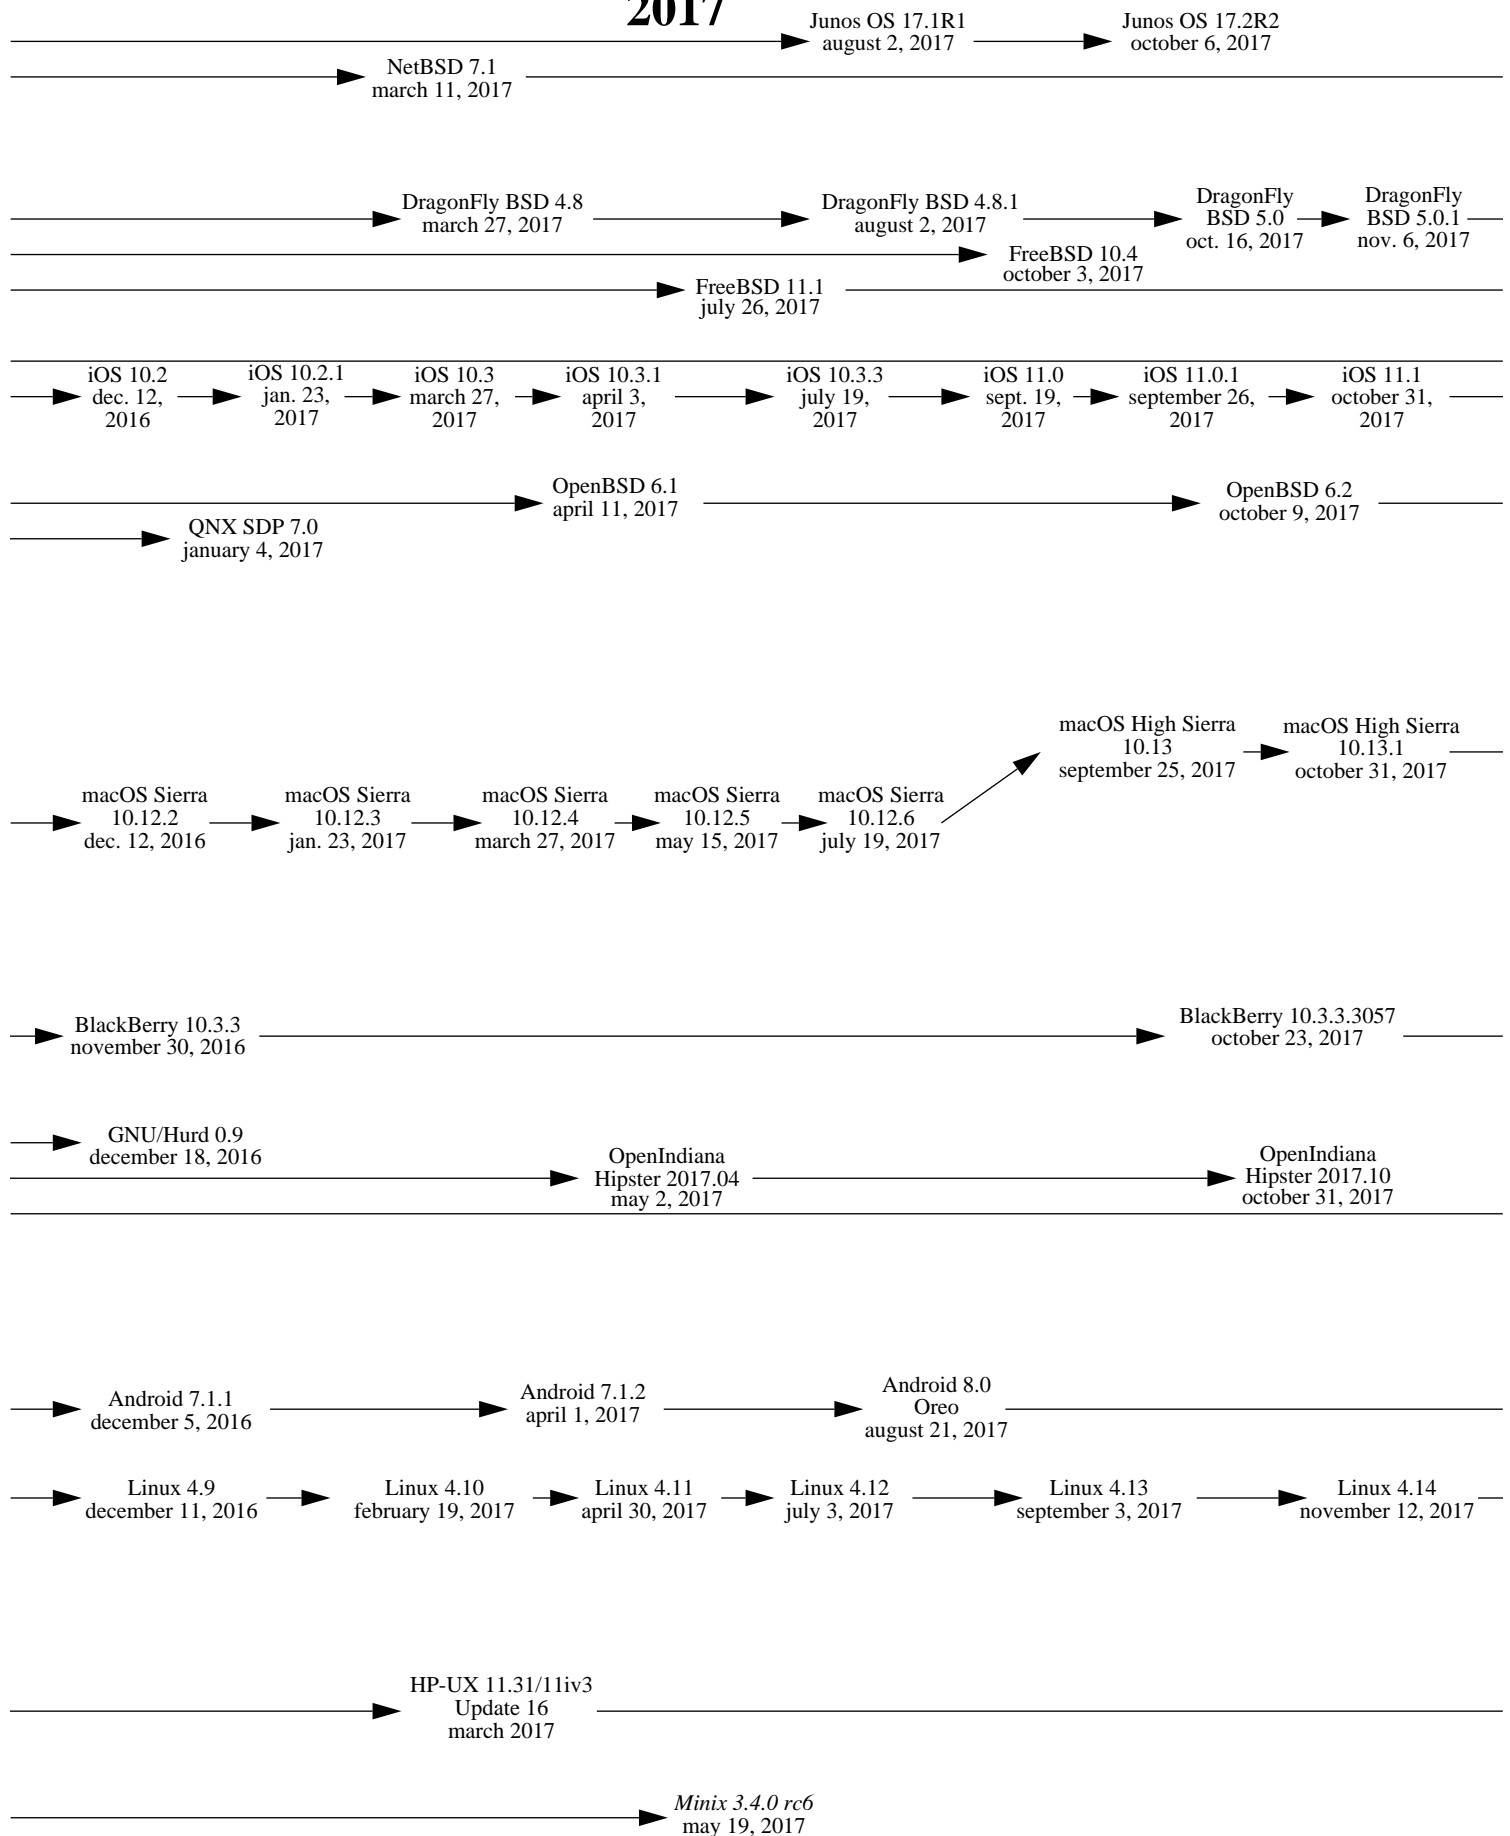 2017
Junos OS 17.1R1
august 2, 2017
Junos OS 17.2R2
october 6, 2017
NetBSD 7.1
march 11, 2017
DragonFly BSD 4.8
march 27, 2017
DragonFly BSD 4.8.1
august 2, 2017
DragonFly
BSD 5.0
oct. 16, 2017
DragonFly
BSD 5.0.1
nov. 6, 2017
FreeBSD 10.4
october 3, 2017
FreeBSD 11.1
july 26, 2017
iOS 10.2
dec. 12,
2016
iOS 10.2.1
jan. 23,
2017
iOS 10.3
march 27,
2017
iOS 10.3.1
april 3,
2017
iOS 10.3.3
july 19,
2017
iOS 11.0
sept. 19,
2017
iOS 11.0.1
september 26,
2017
iOS 11.1
october 31,
2017
OpenBSD 6.1
april 11, 2017
OpenBSD 6.2
october 9, 2017
QNX SDP 7.0
january 4, 2017
macOS High Sierra
10.13
september 25, 2017
macOS High Sierra
10.13.1
october 31, 2017
macOS Sierra
10.12.2
dec. 12, 2016
macOS Sierra
10.12.3
jan. 23, 2017
macOS Sierra
10.12.4
march 27, 2017
macOS Sierra
10.12.5
may 15, 2017
macOS Sierra
10.12.6
july 19, 2017
BlackBerry 10.3.3
november 30, 2016
BlackBerry 10.3.3.3057
october 23, 2017
GNU/Hurd 0.9
december 18, 2016
OpenIndiana
Hipster 2017.04
may 2, 2017
OpenIndiana
Hipster 2017.10
october 31, 2017
Android 7.1.1
december 5, 2016
Android 7.1.2
april 1, 2017
Android 8.0
Oreo
august 21, 2017
Linux 4.9
december 11, 2016
Linux 4.10
february 19, 2017
Linux 4.11
april 30, 2017
Linux 4.12
july 3, 2017
Linux 4.13
september 3, 2017
Linux 4.14
november 12, 2017
HP-UX 11.31/11iv3
Update 16
march 2017
Minix 3.4.0 rc6
may 19, 2017